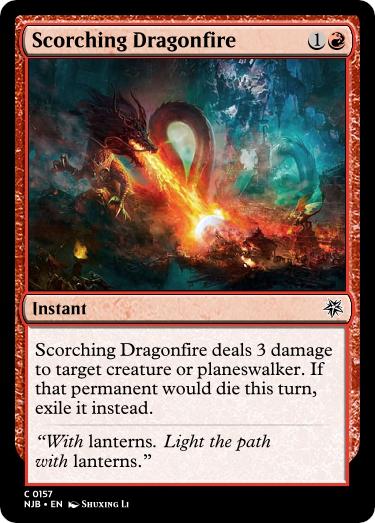 Scorching Dragonfire 1
Instant
Scorching Dragonfire deals 3 damage
to target creature or planeswalker. If
that permanent would die this turn,
exile it instead.
“With lanterns. Light the path
with lanterns.”
C 0157
NJB • EN Shuxing Li